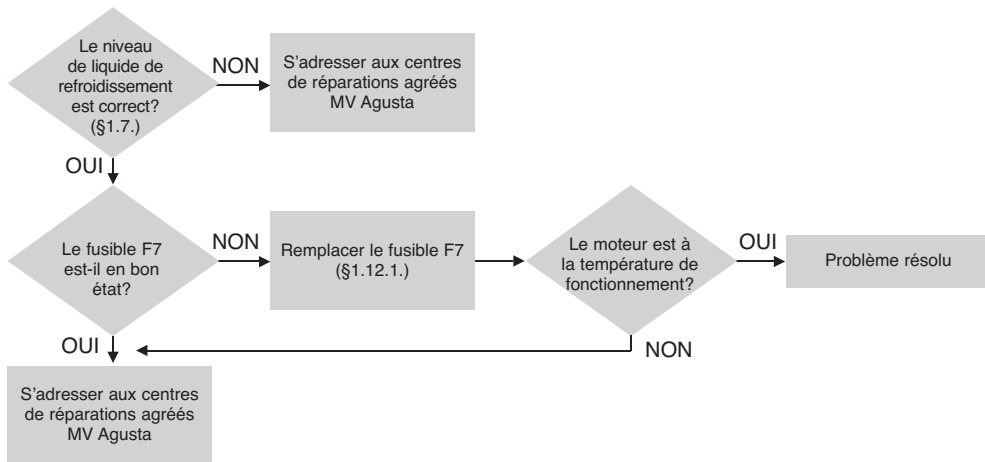 Le niveau
de liquide de
refroidissement
est correct?
(§1.7.)
NON
S'adresser aux centres
de réparations agréés
MV Agusta
OUI
Le fusible F7
est-il en bon
état?
NON
Remplacer le fusible F7
(§1.12.1.)
Le moteur est à
la température de
fonctionnement?
OUI
Problème résolu
OUI
NON
S'adresser aux centres
de réparations agréés
MV Agusta